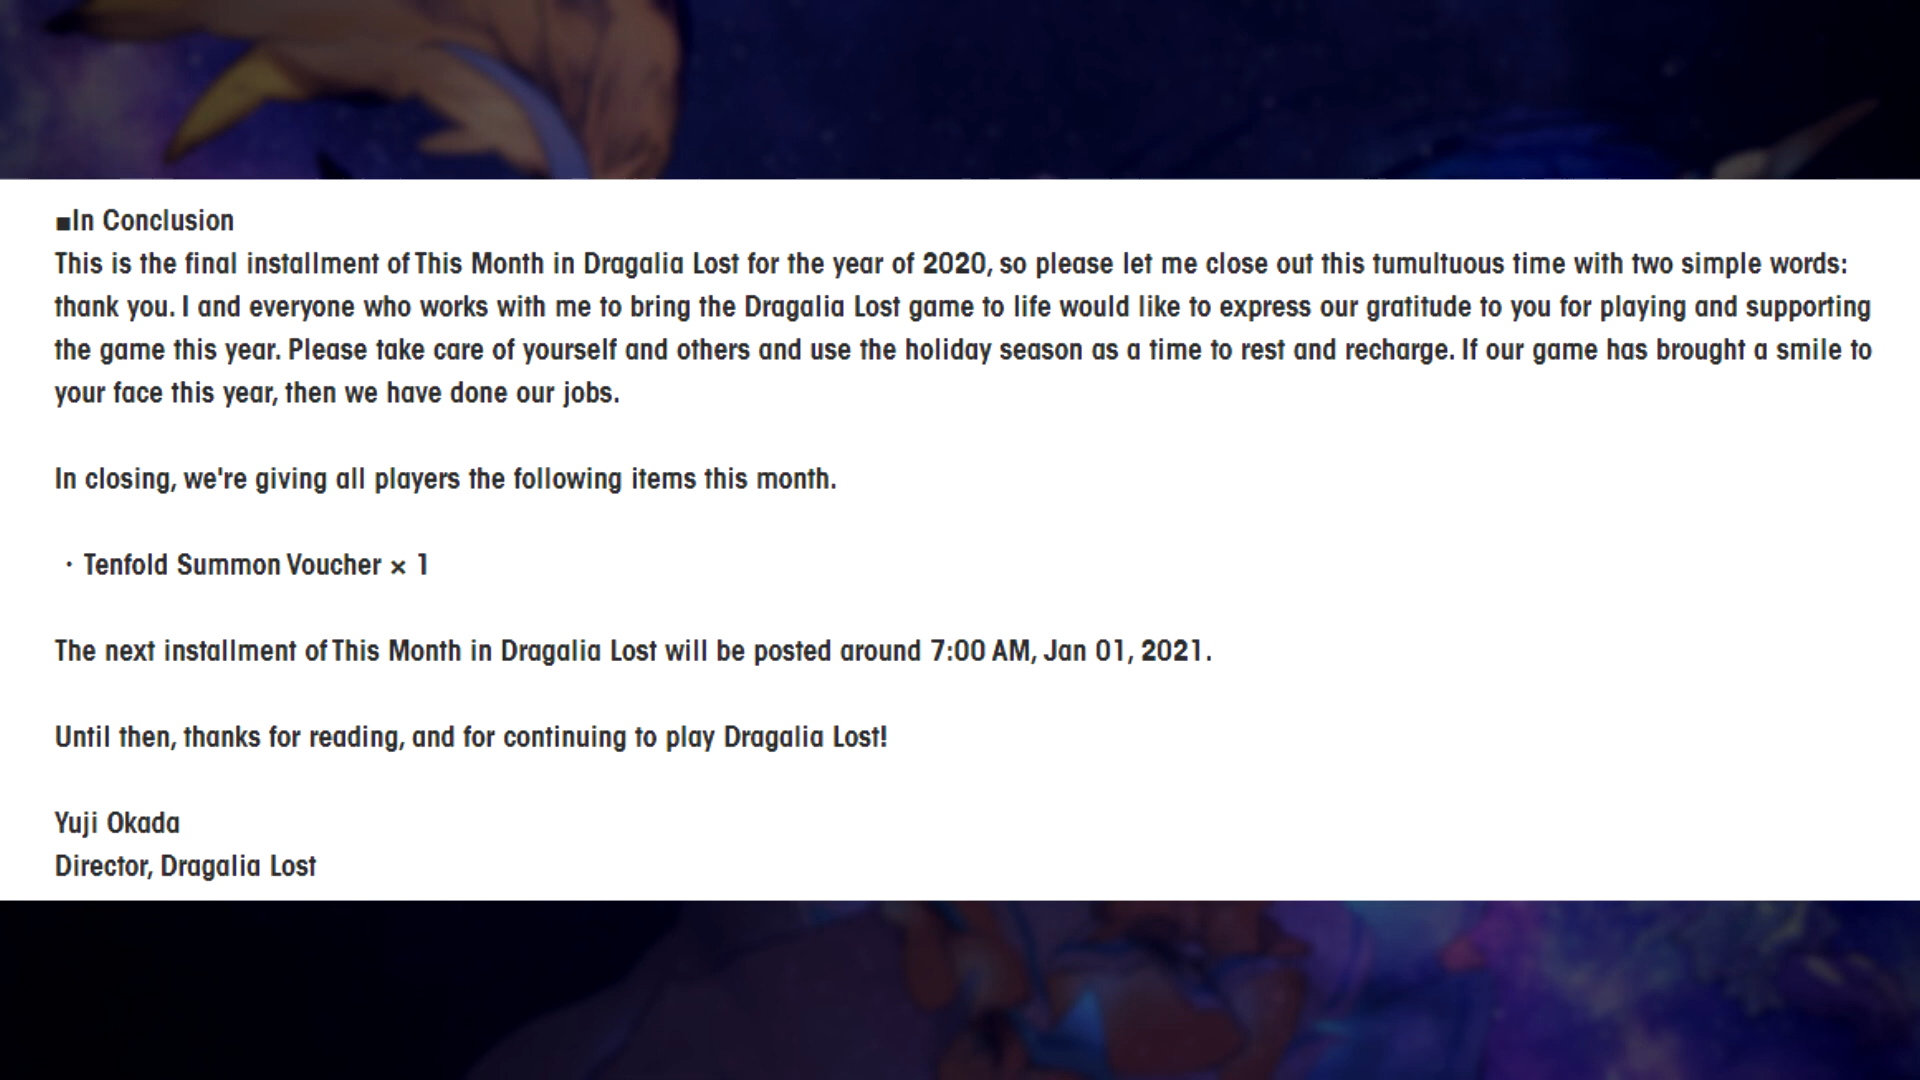 ■In Conclusion
This is the final installment of This Month in Dragalia Lost for the year of 2020, so please let me close out this tumultuous time with two simple words:
thank you. I and everyone who works with me to bring the Dragalia Lost game to life would like to express our gratitude to you for playing and supporting
the game this year. Please take care of yourself and others and use the holiday season as a time to rest and recharge. If our game has brought a smile to
your face this year, then we have done our jobs.
In closing, we're giving all players the following items this month.
・Tenfold Summon Voucher × 1
The next installment of This Month in Dragalia Lost will be posted around 7:00 AM, Jan 01, 2021.
Until then, thanks for reading, and for continuing to play Dragalia Lost!
Yuji Okada
Director, Dragalia Lost